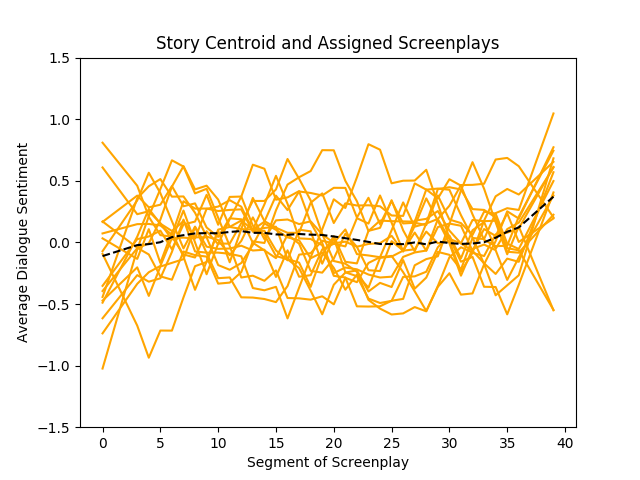 Story Centroid and Assigned Screenplays
1.5
1.0
0.5
0.0
−0.5
−1.0
−1.5
Average Dialogue Sentiment
0 5 10 15 20 25 30 35 40
Segment of Screenplay